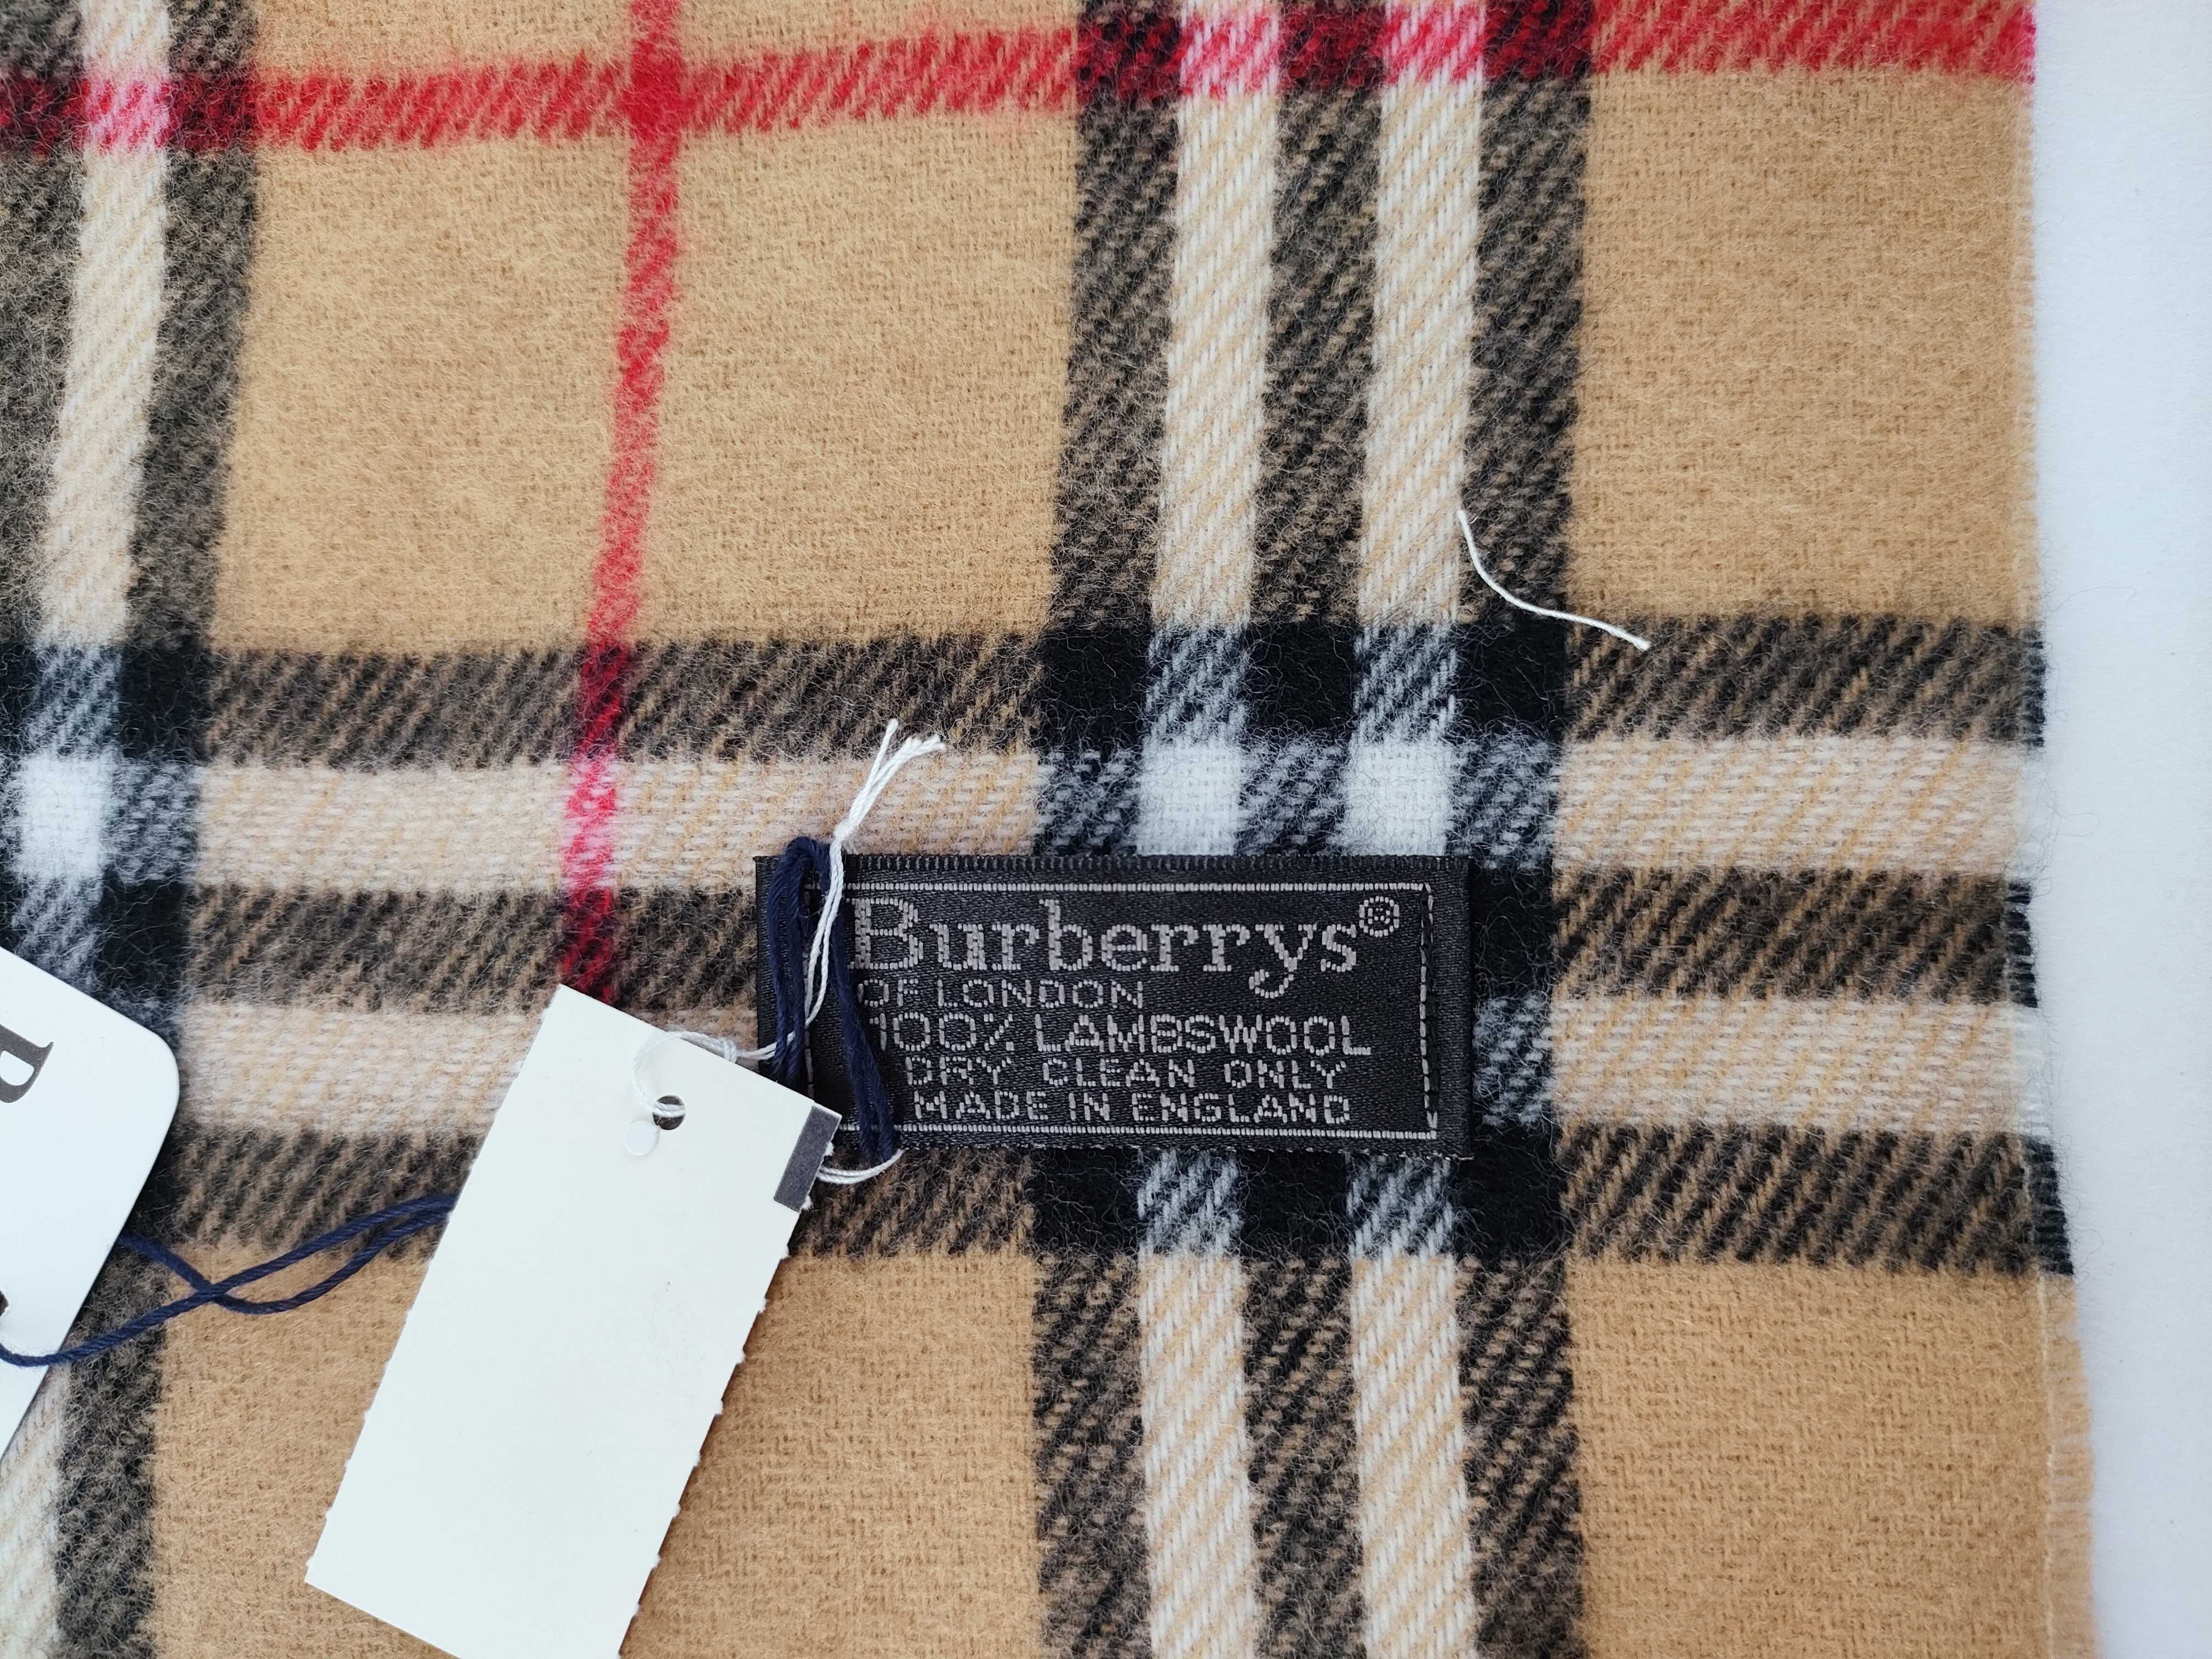 Burberrys®
OF LONDON
100% LAMBSWOOL
DRY CLEAN ONLY
MADE IN ENGLAND
B